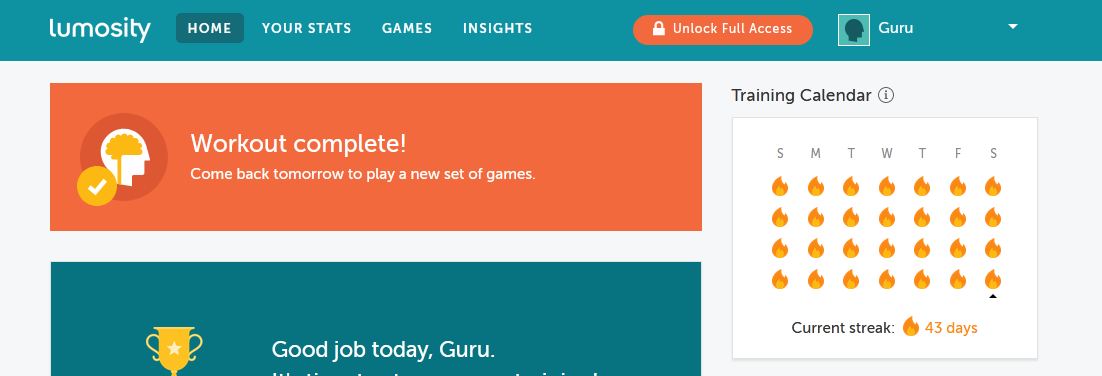 lumosity HOME YOUR STATS GAMES INSIGHTS Unlock Full Access Guru
Workout complete!
Come back tomorrow to play a new set of games.
Good job today, Guru.
Training Calendar
S M T W T F S
Current streak: 43 days